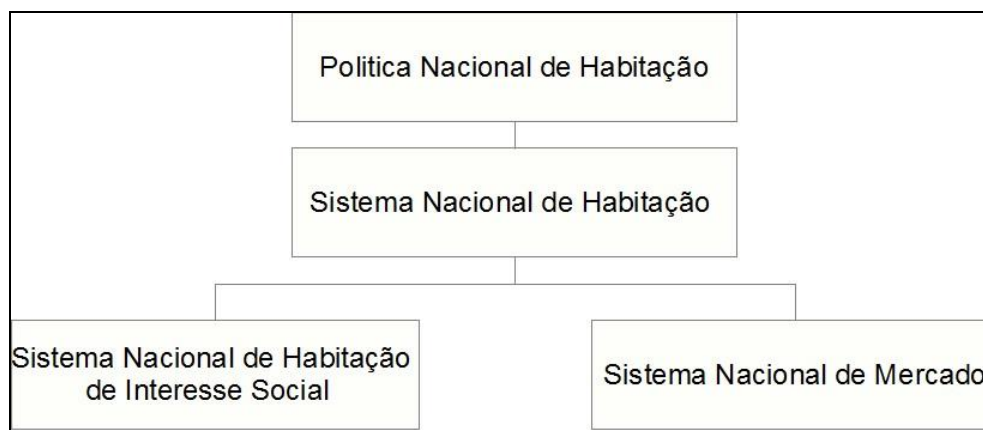 Politica Nacional de Habitação
Sistema Nacional de Habitação
Sistema Nacional de Habitação
de Interesse Social
Sistema Nacional de Mercado